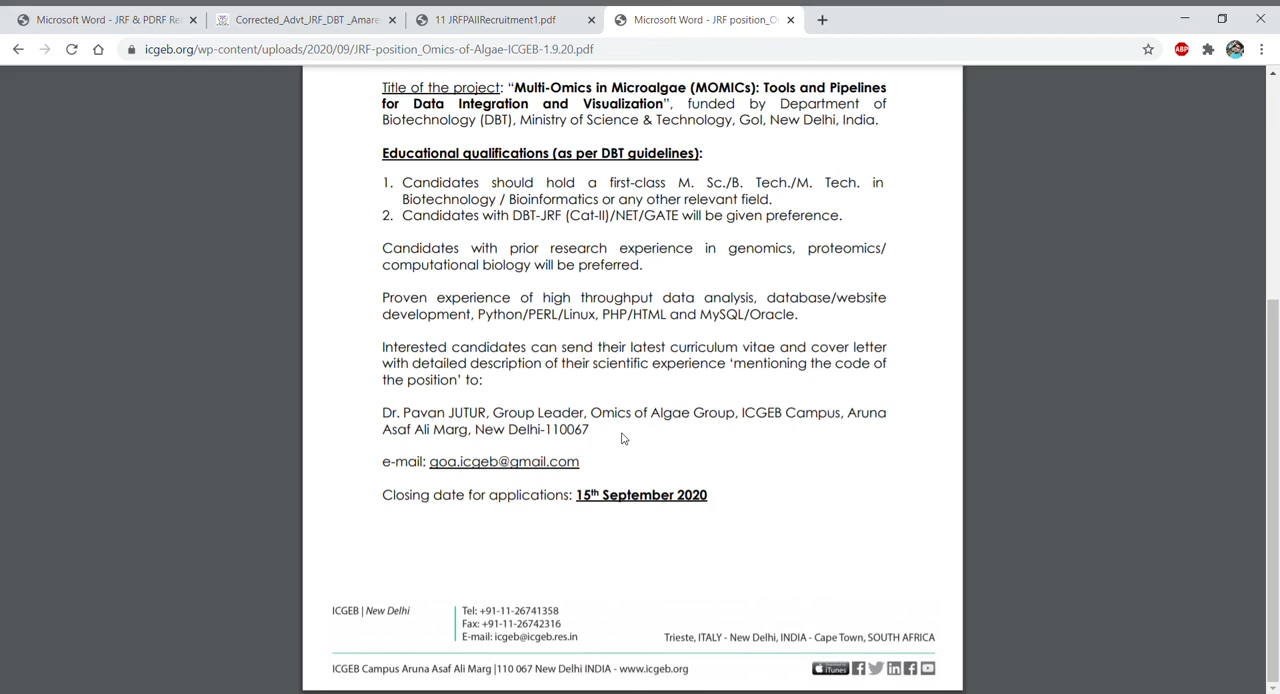 Microsoft Word - JRF & PDRF Re
Corrected_Advt_JRF_DBT _Amare
11 JRFPAIIRecruitment1.pdf
Microsoft Word - JRF position_O
icgeb.org/wp-content/uploads/2020/09/JRF-position_Omics-of-Algae-ICGEB-1.9.20.pdf
ABP
Title of the project: “Multi-Omics in Microalgae (MOMICs): Tools and Pipelines
for Data Integration and Visualization”, funded by Department of
Biotechnology (DBT), Ministry of Science & Technology, GoI, New Delhi, India.
Educational qualifications (as per DBT guidelines):
1. Candidates should hold a first-class M. Sc./B. Tech./M. Tech. in
Biotechnology / Bioinformatics or any other relevant field.
2. Candidates with DBT-JRF (Cat-II)/NET/GATE will be given preference.
Candidates with prior research experience in genomics, proteomics/
computational biology will be preferred.
Proven experience of high throughput data analysis, database/website
development, Python/PERL/Linux, PHP/HTML and MySQL/Oracle.
Interested candidates can send their latest curriculum vitae and cover letter
with detailed description of their scientific experience ‘mentioning the code of
the position’ to:
Dr. Pavan JUTUR, Group Leader, Omics of Algae Group, ICGEB Campus, Aruna
Asaf Ali Marg, New Delhi-110067
e-mail: goa.icgeb@gmail.com
Closing date for applications: 15th September 2020
ICGEB | New Delhi
Tel: +91-11-26741358
Fax: +91-11-26742316
E-mail: icgeb@icgeb.res.in
Trieste, ITALY - New Delhi, INDIA - Cape Town, SOUTH AFRICA
ICGEB Campus Aruna Asaf Ali Marg |110 067 New Delhi INDIA - www.icgeb.org
iTunes